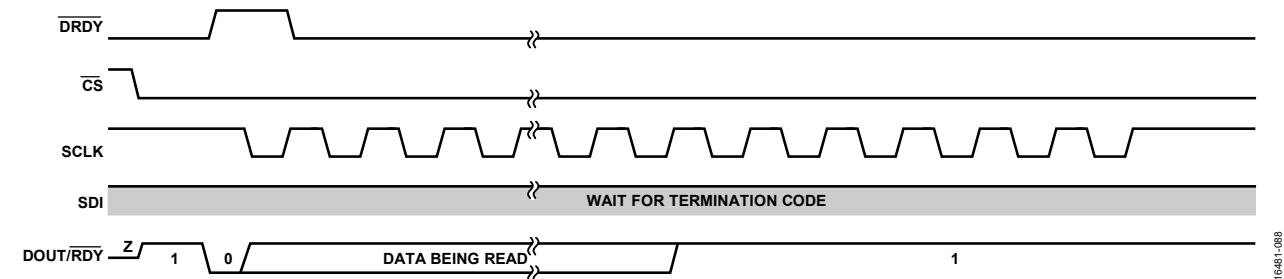 DRDY
CS
SCLK
SDI WAIT FOR TERMINATION CODE
DOUT/RDY Z 1 0 DATA BEING READ 1
16481-088